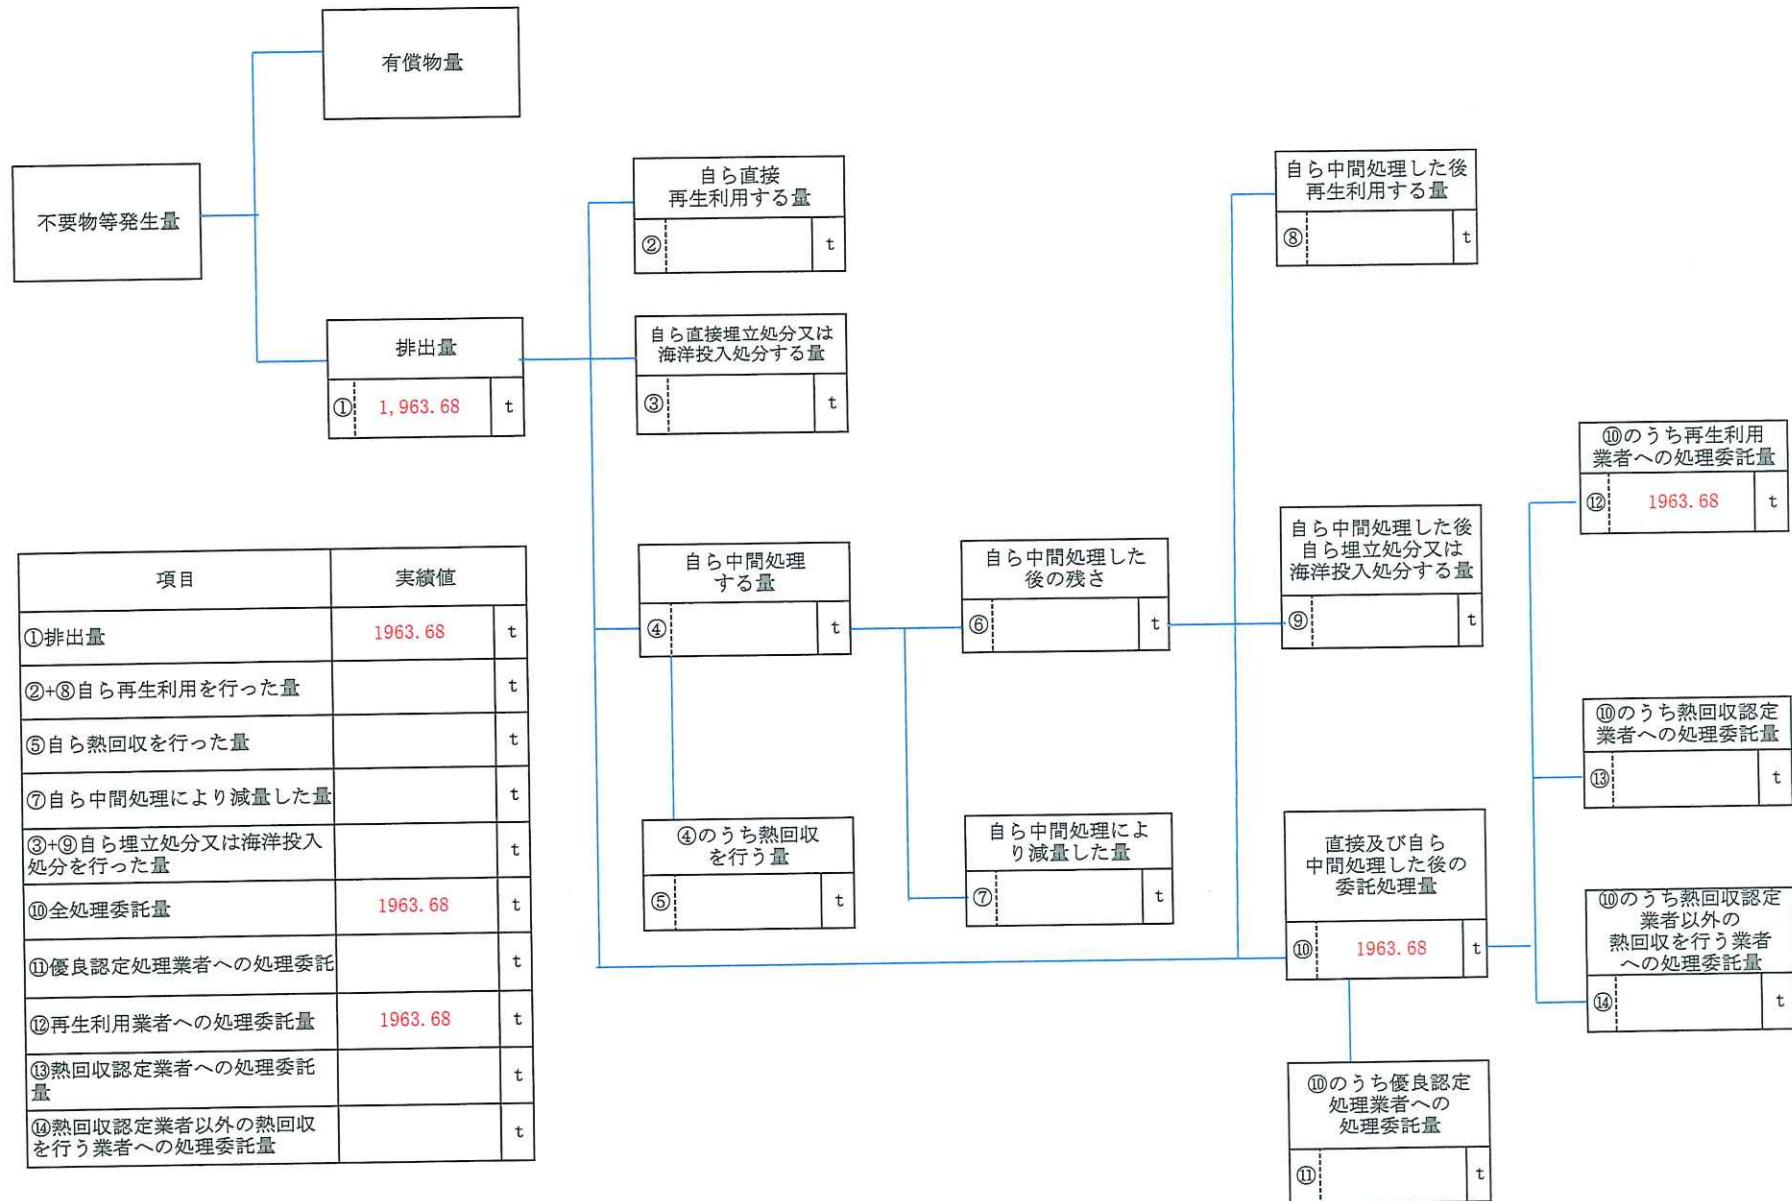 有償物量
不要物等発生量
排出量
① 1,963.68 t
自ら直接
再生利用する量
② t
自ら直接埋立処分又は
海洋投入処分する量
③ t
自ら中間処理
する量
④ t
④のうち熱回収
を行う量
⑤ t
自ら中間処理した
後の残さ
⑥ t
自ら中間処理によ
り減量した量
⑦ t
自ら中間処理した後
再生利用する量
⑧ t
自ら中間処理した後
自ら埋立処分又は
海洋投入処分する量
⑨ t
直接及び自ら
中間処理した後の
委託処理量
⑩ 1963.68 t
⑩のうち優良認定
処理業者への
処理委託量
⑪ t
⑩のうち再生利用
業者への処理委託量
⑫ 1963.68 t
⑩のうち熱回収認定
業者への処理委託量
⑬ t
⑩のうち熱回収認定
業者以外の
熱回収を行う業者
への処理委託量
⑭ t
項目 実績値
①排出量 1963.68 t
②+⑧自ら再生利用を行った量 t
⑤自ら熱回収を行った量 t
⑦自ら中間処理により減量した量 t
③+⑨自ら埋立処分又は海洋投入
処分を行った量 t
⑩全処理委託量 1963.68 t
⑪優良認定処理業者への処理委託 t
⑫再生利用業者への処理委託量 1963.68 t
⑬熱回収認定業者への処理委託
量 t
⑭熱回収認定業者以外の熱回収
を行う業者への処理委託量 t